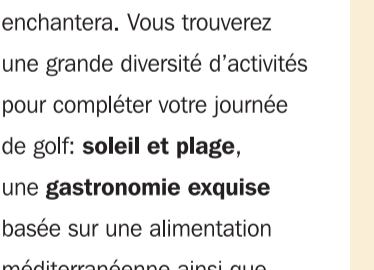 enchantera. Vous trouverez
une grande diversité d’activités
pour compléter votre journée
de golf: soleil et plage,
une gastronomie exquise
basée sur une alimentation
méditerranéenne ainsi que